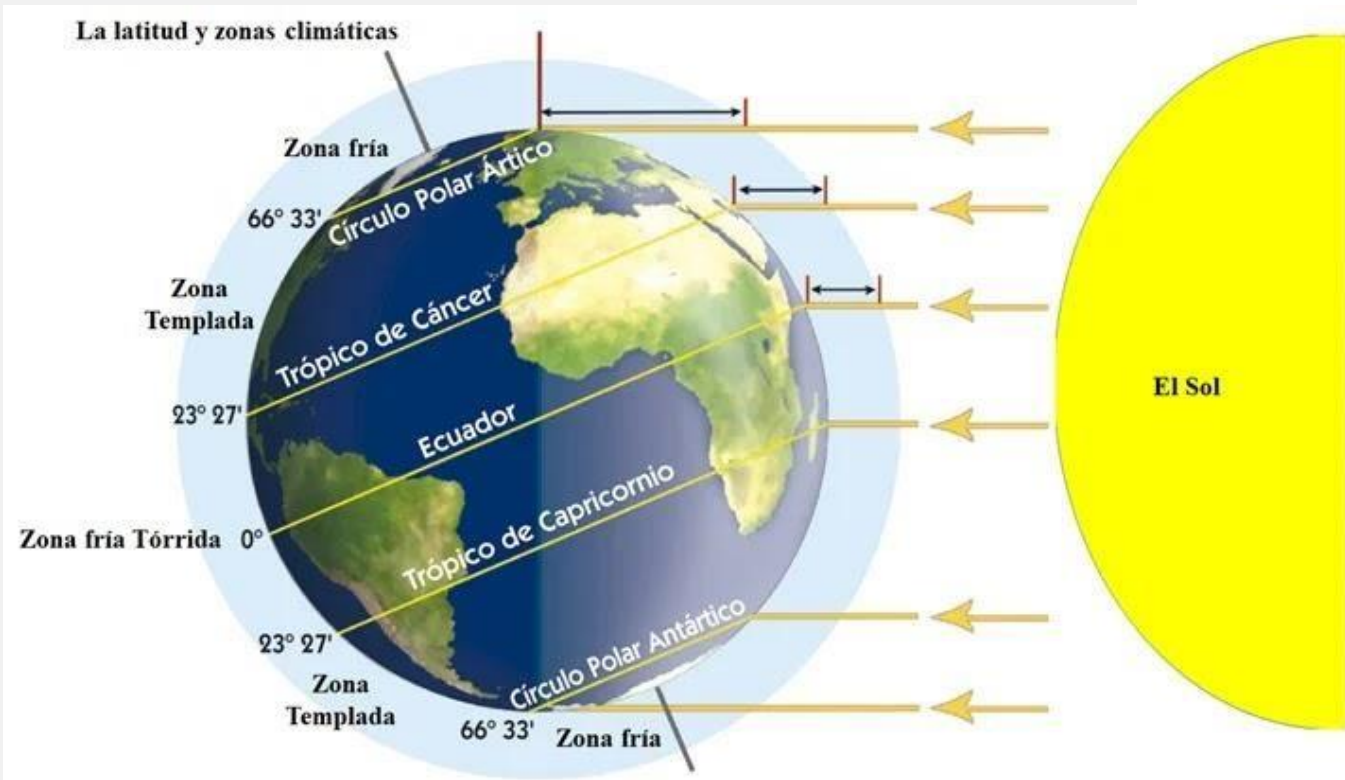 La latitud y zonas climáticas
Zona fría
Círculo Polar Ártico
66° 33'
Zona
Templada
Trópico de Cáncer
23° 27'
El Sol
Ecuador
Zona fría Tórrida 0°
Trópico de Capricornio
23° 27'
Zona
Templada
Círculo Polar Antártico
66° 33'
Zona fría